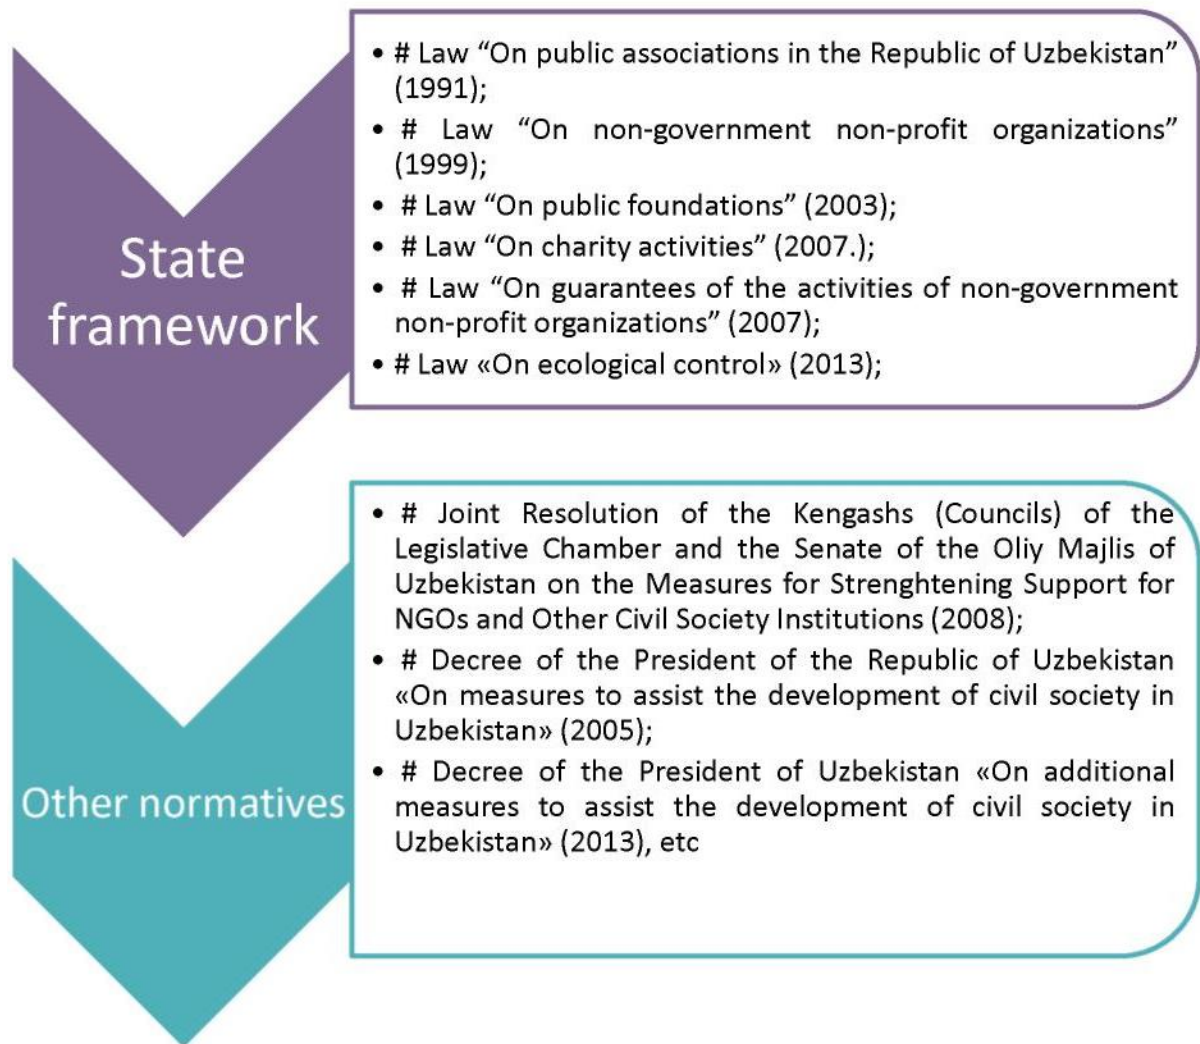 State
framework
• # Law “On public associations in the Republic of Uzbekistan”
(1991);
• # Law “On non-government non-profit organizations”
(1999);
• # Law “On public foundations” (2003);
• # Law “On charity activities” (2007.);
• # Law “On guarantees of the activities of non-government
non-profit organizations” (2007);
• # Law «On ecological control» (2013);
Other normatives
• # Joint Resolution of the Kengashs (Councils) of the
Legislative Chamber and the Senate of the Oliy Majlis of
Uzbekistan on the Measures for Strenghtening Support for
NGOs and Other Civil Society Institutions (2008);
• # Decree of the President of the Republic of Uzbekistan
«On measures to assist the development of civil society in
Uzbekistan» (2005);
• # Decree of the President of Uzbekistan «On additional
measures to assist the development of civil society in
Uzbekistan» (2013), etc